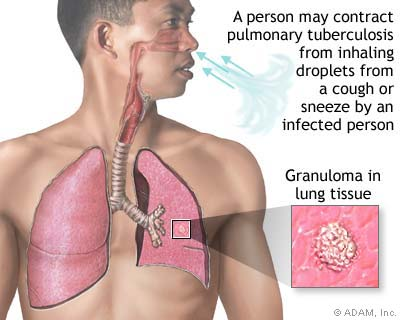 A person may contract
pulmonary tuberculosis
from inhaling
droplets from
a cough or
sneeze by an
infected person
Granuloma in
lung tissue
© ADAM, Inc.